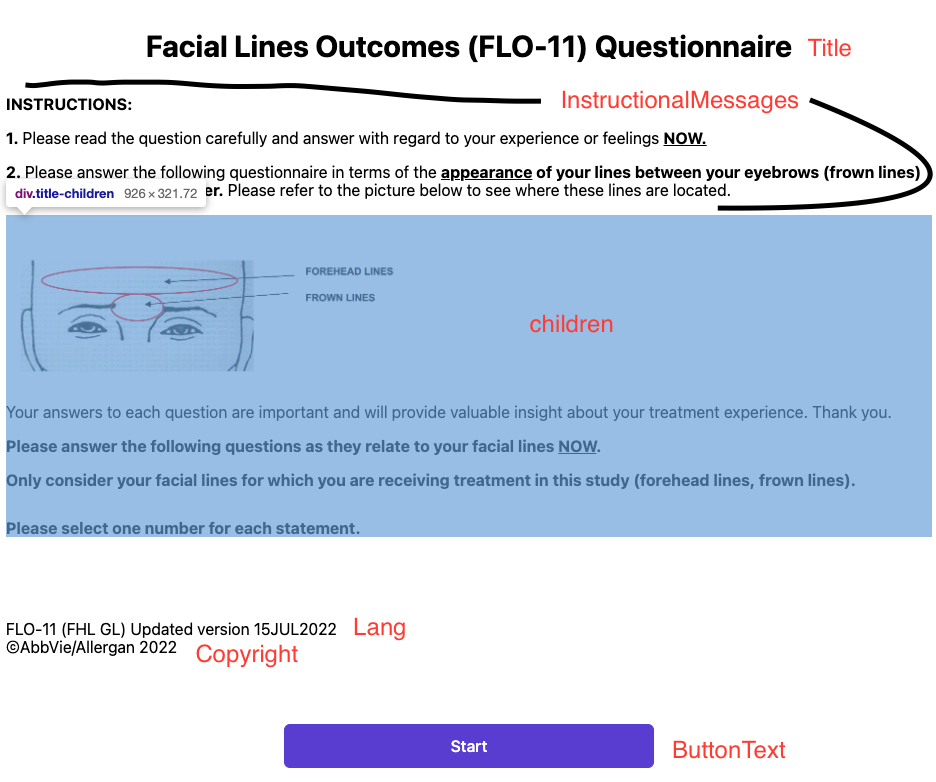 Facial Lines Outcomes (FLO-11) Questionnaire Title
INSTRUCTIONS:
InstructionalMessages
1. Please read the question carefully and answer with regard to your experience or feelings NOW.
2. Please answer the following questionnaire in terms of the appearance of your lines between your eyebrows (frown lines)
div.title-children 926 × 321.72
er. Please refer to the picture below to see where these lines are located.
FOREHEAD LINES
FROWN LINES
children
Your answers to each question are important and will provide valuable insight about your treatment experience. Thank you.
Please answer the following questions as they relate to your facial lines NOW.
Only consider your facial lines for which you are receiving treatment in this study (forehead lines, frown lines).
Please select one number for each statement.
FLO-11 (FHL GL) Updated version 15JUL2022 Lang
©AbbVie/Allergan 2022 Copyright
Start ButtonText